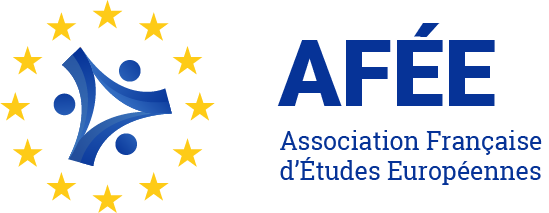 AFÉE
Association Française
d’Études Européennes